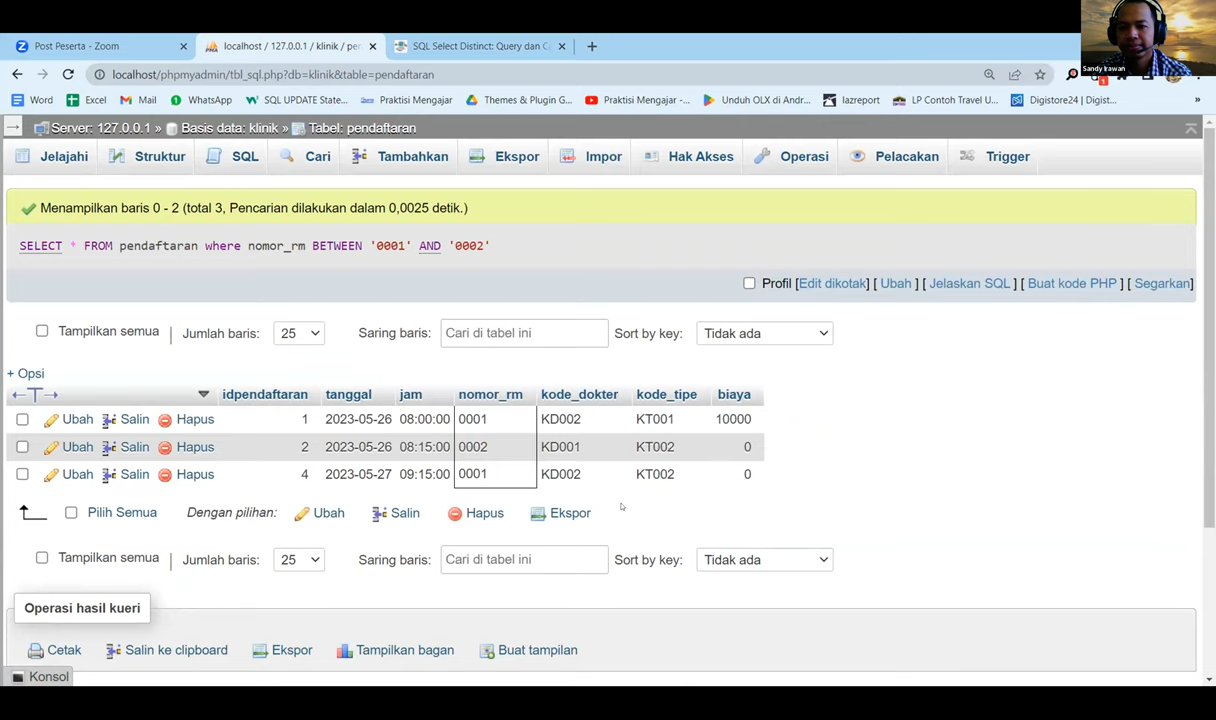 Post Peserta - Zoom
localhost / 127.0.0.1 / klinik / pen
SQL Select Distinct: Query dan C
localhost/phpmyadmin/tbl_sql.php?db=klinik&table=pendaftaran
Sandy Irawan
Word Excel Mail WhatsApp SQL UPDATE State... Praktisi Mengajar Themes & Plugin G... Praktisi Mengajar -... Unduh OLX di Andr... lazreport LP Contoh Travel U... Digistore24 | Digist... »
Server: 127.0.0.1 » Basis data: klinik » Tabel: pendaftaran
Jelajahi Struktur SQL Cari Tambahkan Ekspor Impor Hak Akses Operasi Pelacakan Trigger
Menampilkan baris 0 - 2 (total 3, Pencarian dilakukan dalam 0,0025 detik.)
SELECT * FROM pendaftaran where nomor_rm BETWEEN '0001' AND '0002'
Profil [Edit dikotak] [ Ubah ] [ Jelaskan SQL ] [ Buat kode PHP ] [ Segarkan]
Tampilkan semua | Jumlah baris: 25 Saring baris: Cari di tabel ini Sort by key: Tidak ada
+ Opsi
idpendaftaran tanggal jam nomor_rm kode_dokter kode_tipe biaya
Ubah Salin Hapus 1 2023-05-26 08:00:00 0001 KD002 KT001 10000
Ubah Salin Hapus 2 2023-05-26 08:15:00 0002 KD001 KT002 0
Ubah Salin Hapus 4 2023-05-27 09:15:00 0001 KD002 KT002 0
Pilih Semua Dengan pilihan: Ubah Salin Hapus Ekspor
Tampilkan semua | Jumlah baris: 25 Saring baris: Cari di tabel ini Sort by key: Tidak ada
Operasi hasil kueri
Cetak Salin ke clipboard Ekspor Tampilkan bagan Buat tampilan
Konsol